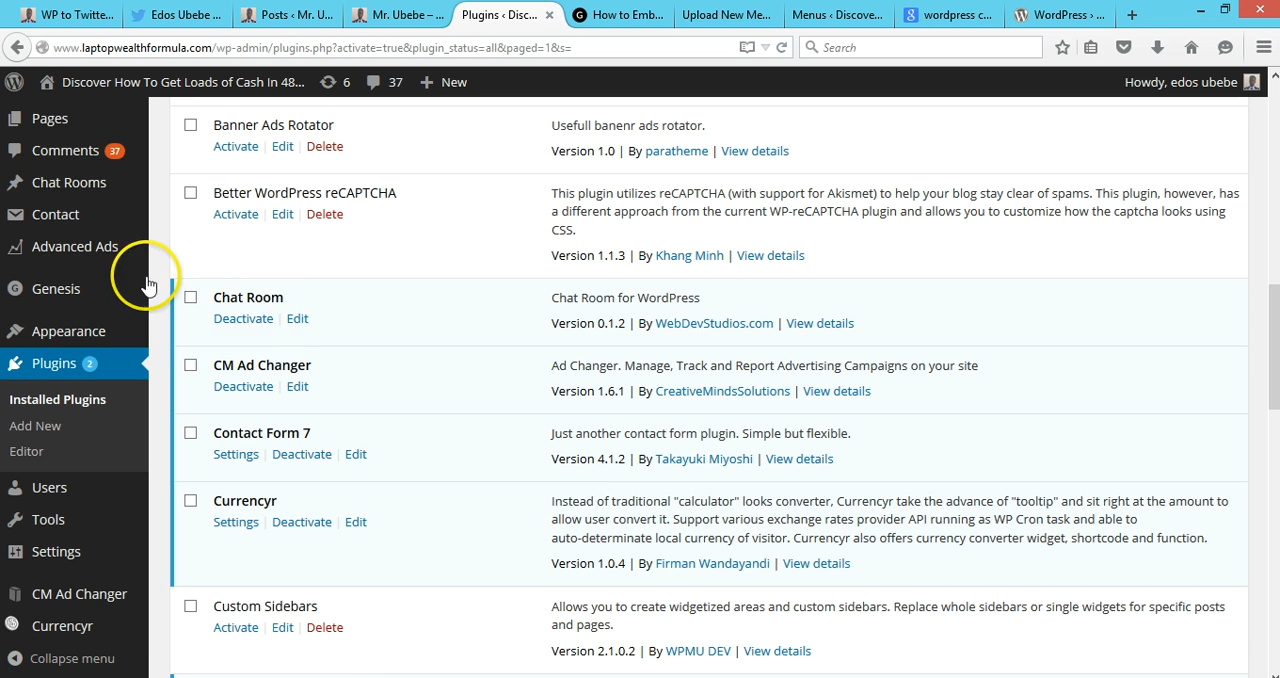 WP to Twitte...
Edos Ubebe ...
Posts ‹ Mr. U...
Mr. Ubebe – ...
Plugins ‹ Disc...
How to Emb...
Upload New Me...
Menus ‹ Discove...
wordpress c...
WordPress › ...
www.laptopwealthformula.com/wp-admin/plugins.php?activate=true&plugin_status=all&paged=1&s=
Search
Discover How To Get Loads of Cash In 48...
6
37
New
Howdy, edos ubebe
Pages
Comments 37
Chat Rooms
Contact
Advanced Ads
Genesis
Appearance
Plugins 2
Installed Plugins
Add New
Editor
Users
Tools
Settings
CM Ad Changer
Currencyr
Collapse menu
Banner Ads Rotator
Activate | Edit | Delete
Usefull banenr ads rotator.
Version 1.0 | By paratheme | View details
Better WordPress reCAPTCHA
Activate | Edit | Delete
This plugin utilizes reCAPTCHA (with support for Akismet) to help your blog stay clear of spams. This plugin, however, has
a different approach from the current WP-reCAPTCHA plugin and allows you to customize how the captcha looks using
CSS.
Version 1.1.3 | By Khang Minh | View details
Chat Room
Deactivate | Edit
Chat Room for WordPress
Version 0.1.2 | By WebDevStudios.com | View details
CM Ad Changer
Deactivate | Edit
Ad Changer. Manage, Track and Report Advertising Campaigns on your site
Version 1.6.1 | By CreativeMindsSolutions | View details
Contact Form 7
Settings | Deactivate | Edit
Just another contact form plugin. Simple but flexible.
Version 4.1.2 | By Takayuki Miyoshi | View details
Currencyr
Settings | Deactivate | Edit
Instead of traditional "calculator" looks converter, Currencyr take the advance of "tooltip" and sit right at the amount to
allow user convert it. Support various exchange rates provider API running as WP Cron task and able to
auto-determinate local currency of visitor. Currencyr also offers currency converter widget, shortcode and function.
Version 1.0.4 | By Firman Wandayandi | View details
Custom Sidebars
Activate | Edit | Delete
Allows you to create widgetized areas and custom sidebars. Replace whole sidebars or single widgets for specific posts
and pages.
Version 2.1.0.2 | By WPMU DEV | View details